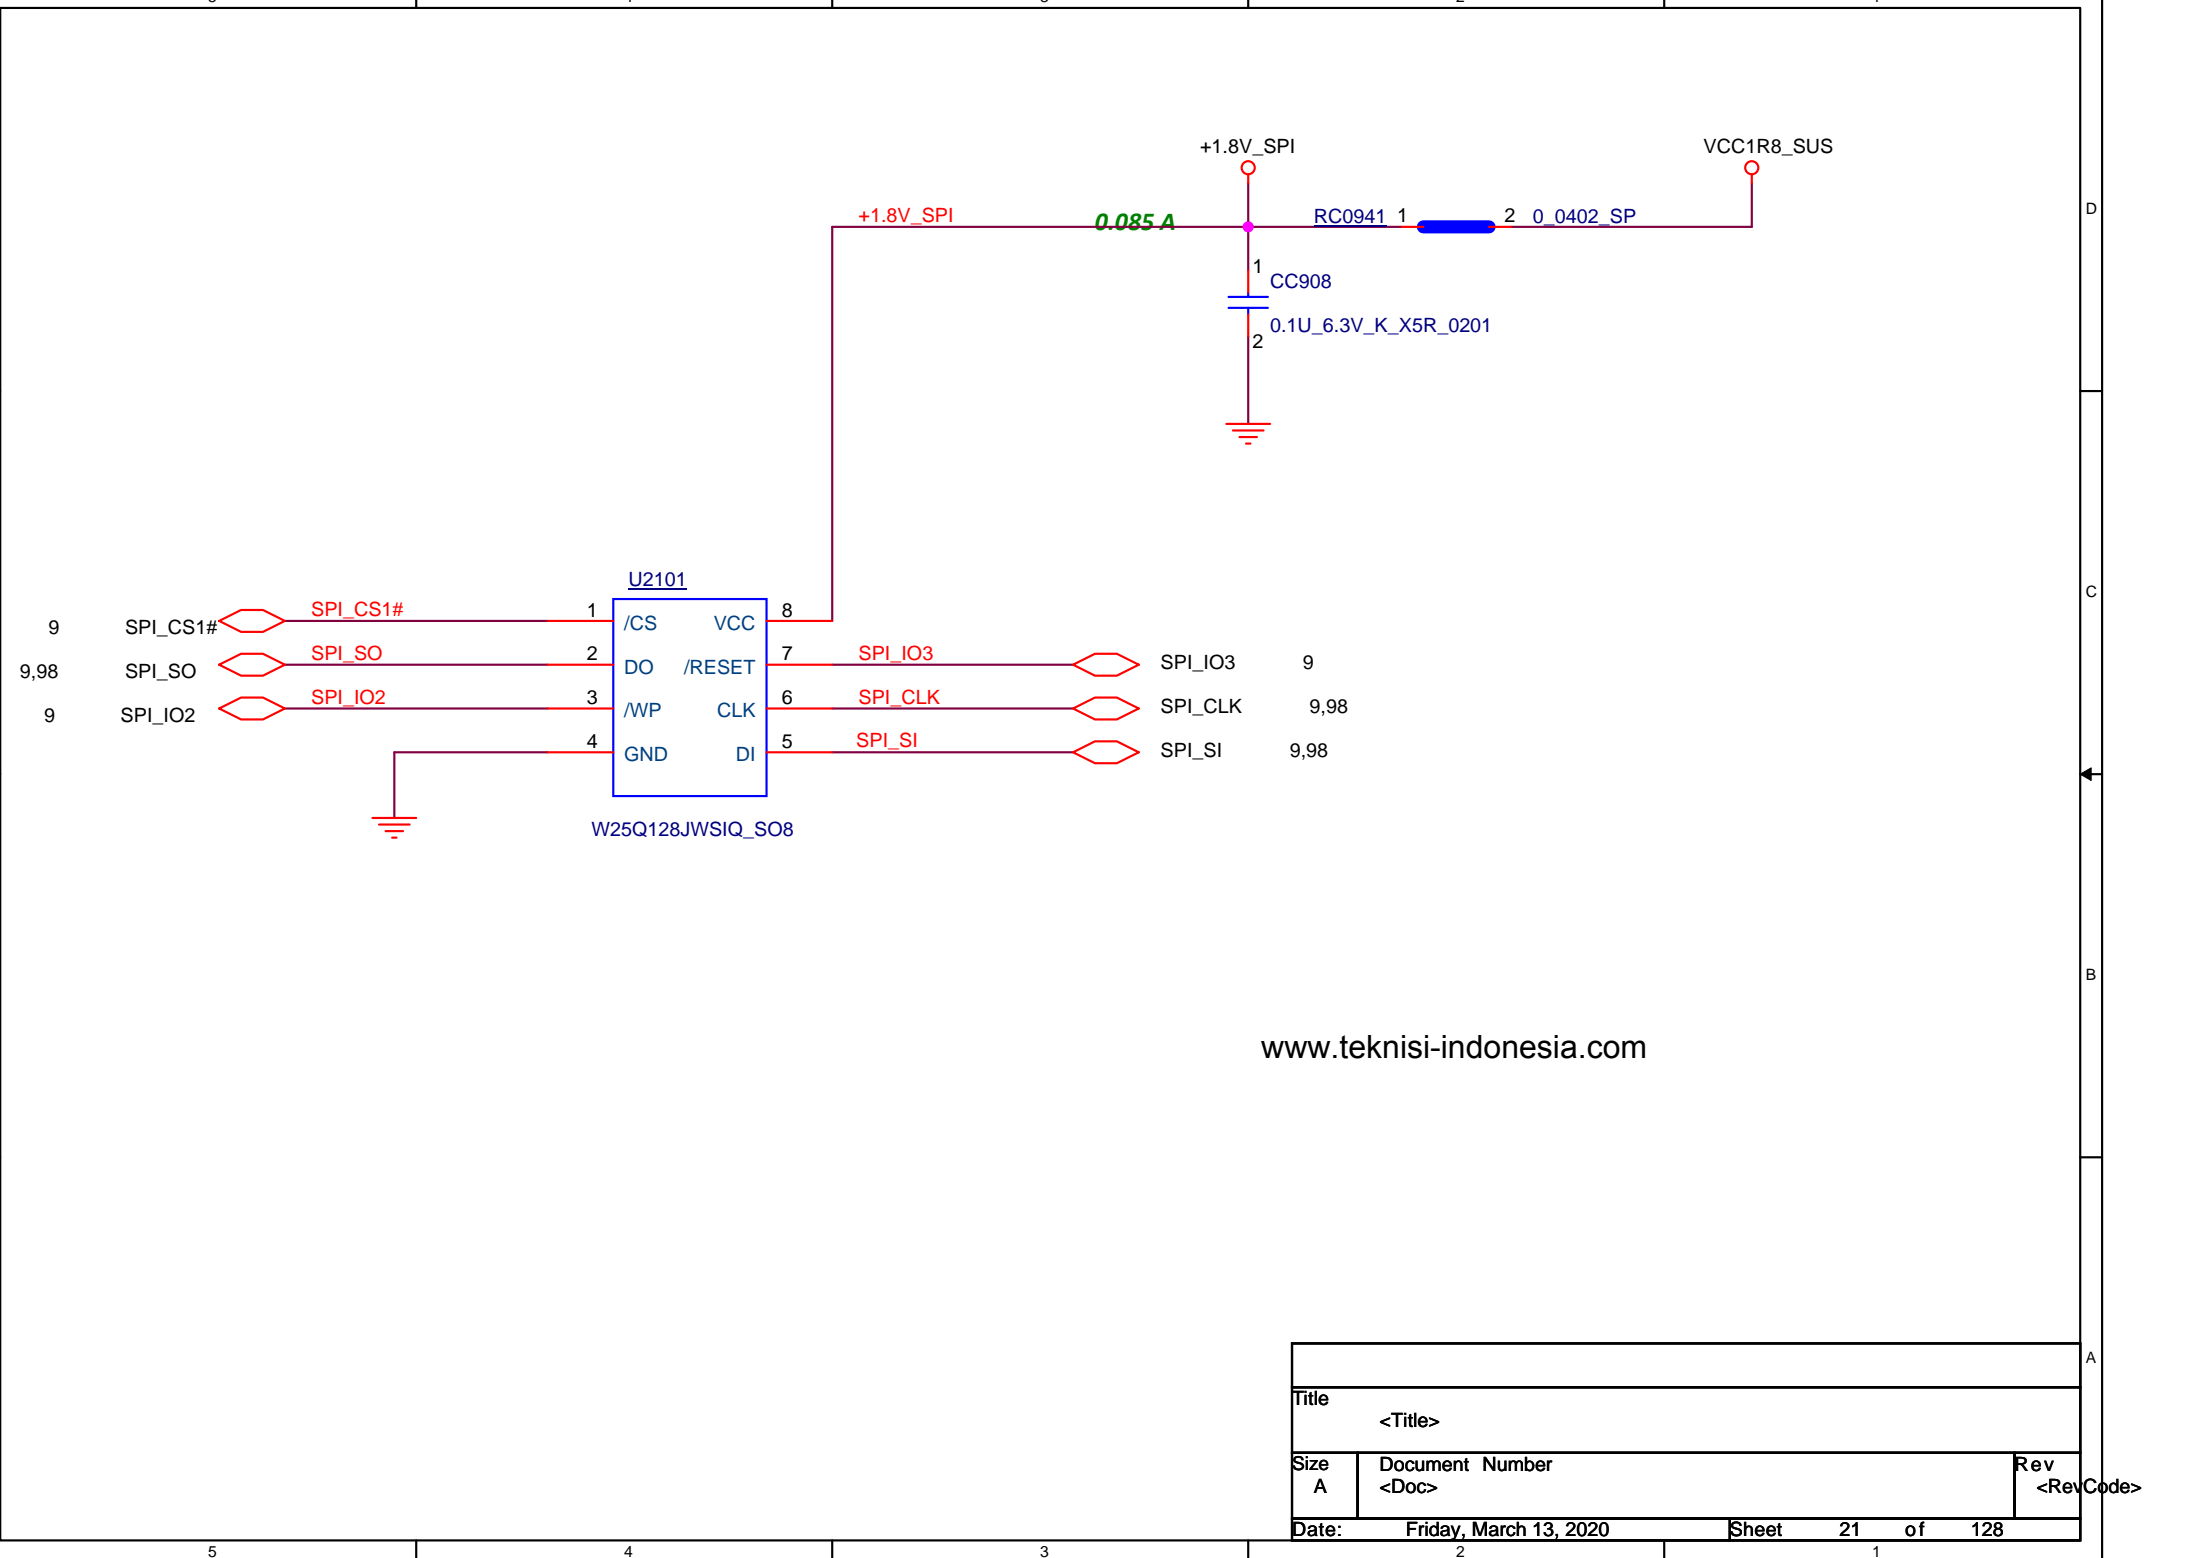 +1.8V_SPI
VCC1R8_SUS
+1.8V_SPI
0.085 A
RC0941 1
2 0_0402_SP
D
1
CC908
0.1U_6.3V_K_X5R_0201
2
U2101
C
9 SPI_CS1# SPI_CS1# 1 /CS VCC 8
9,98 SPI_SO SPI_SO 2 DO /RESET 7 SPI_IO3 SPI_IO3 9
9 SPI_IO2 SPI_IO2 3 /WP CLK 6 SPI_CLK SPI_CLK 9,98
4 GND DI 5 SPI_SI SPI_SI 9,98
W25Q128JWSIQ_SO8
B
www.teknisi-indonesia.com
A
Title
<Title>
Size Document Number Rev
A <Doc> <RevCode>
Date: Friday, March 13, 2020 Sheet 21 of 128
5 4 3 2 1